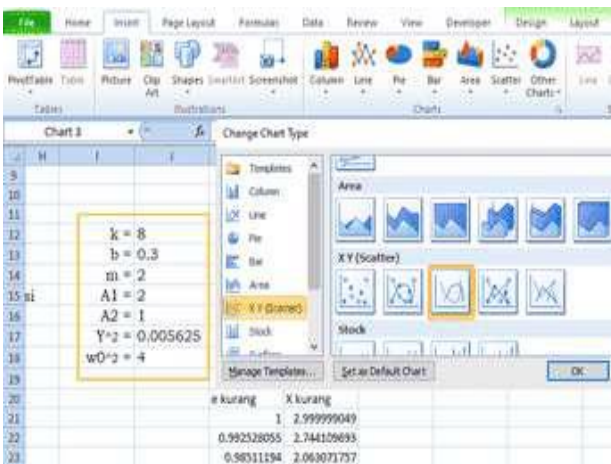 File Home Insert Page Layout Formulas Data Review View Developer Design Layout
PivotTable Table Picture Clip Art Shapes SmartArt Screenshot Column Line Pie Bar Area Scatter Other Charts Line
Tables Illustrations Charts
Chart 3 fx Change Chart Type
H I J
Templates
Column
Line
Pie
Bar
Area
X Y (Scatter)
Stock
Surface
Area
X Y (Scatter)
Stock
Manage Templates... Set as Default Chart OK
9
10
11
12 k = 8
13 b = 0.3
14 m = 2
15 si A1 = 2
16 A2 = 1
17 Y^2 = 0.005625
18 w0^2 = 4
19
20 e kurang X kurang
21 1 2.999999049
22 0.992528055 2.744109693
23 0.98511194 2.063071757